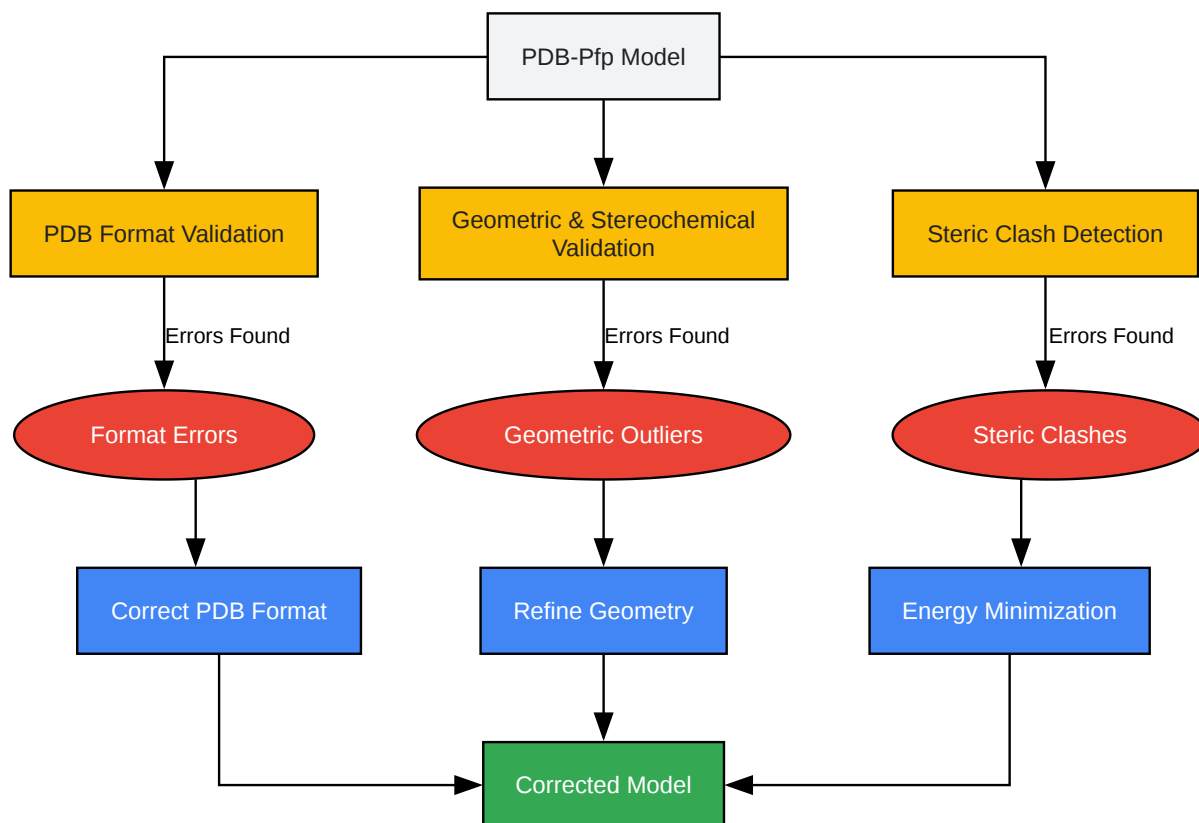 PDB-Pfp Model
PDB Format Validation
Geometric & Stereochemical
Validation
Steric Clash Detection
Errors Found
Errors Found
Errors Found
Format Errors
Geometric Outliers
Steric Clashes
Correct PDB Format
Refine Geometry
Energy Minimization
Corrected Model